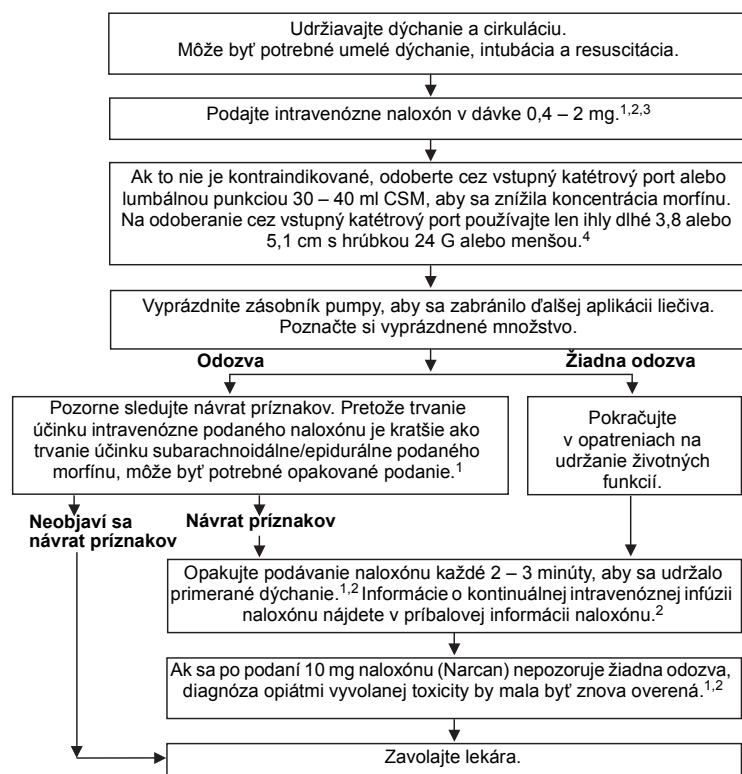 Udržiavajte dýchanie a cirkuláciu.
Môže byť potrebné umelé dýchanie, intubácia a resuscitácia.
Podajte intravenózne naloxón v dávke 0,4 – 2 mg.1,2,3
Ak to nie je kontraindikované, odoberte cez vstupný katétrový port alebo
lumbálnou punkciou 30 – 40 ml CSM, aby sa znížila koncentrácia morfínu.
Na odoberanie cez vstupný katétrový port používajte len ihly dlhé 3,8 alebo
5,1 cm s hrúbkou 24 G alebo menšou.4
Vyprázdnite zásobník pumpy, aby sa zabránilo ďalšej aplikácii liečiva.
Poznačte si vyprázdnené množstvo.
Odozva
Žiadna odozva
Pozorne sledujte návrat príznakov. Pretože trvanie
účinku intravenózne podaného naloxónu je kratšie ako
trvanie účinku subarachnoidálne/epidurálne podaného
morfínu, môže byť potrebné opakované podanie.1
Pokračujte
v opatreniach na
udržanie životných
funkcií.
Neobjaví sa
návrat príznakov
Návrat príznakov
Opakujte podávanie naloxónu každé 2 – 3 minúty, aby sa udržalo
primerané dýchanie.1,2 Informácie o kontinuálnej intravenóznej infúzii
naloxónu nájdete v príbalovej informácii naloxónu.2
Ak sa po podaní 10 mg naloxónu (Narcan) nepozoruje žiadna odozva,
diagnóza opiátmi vyvolanej toxicity by mala byť znova overená.1,2
Zavolajte lekára.